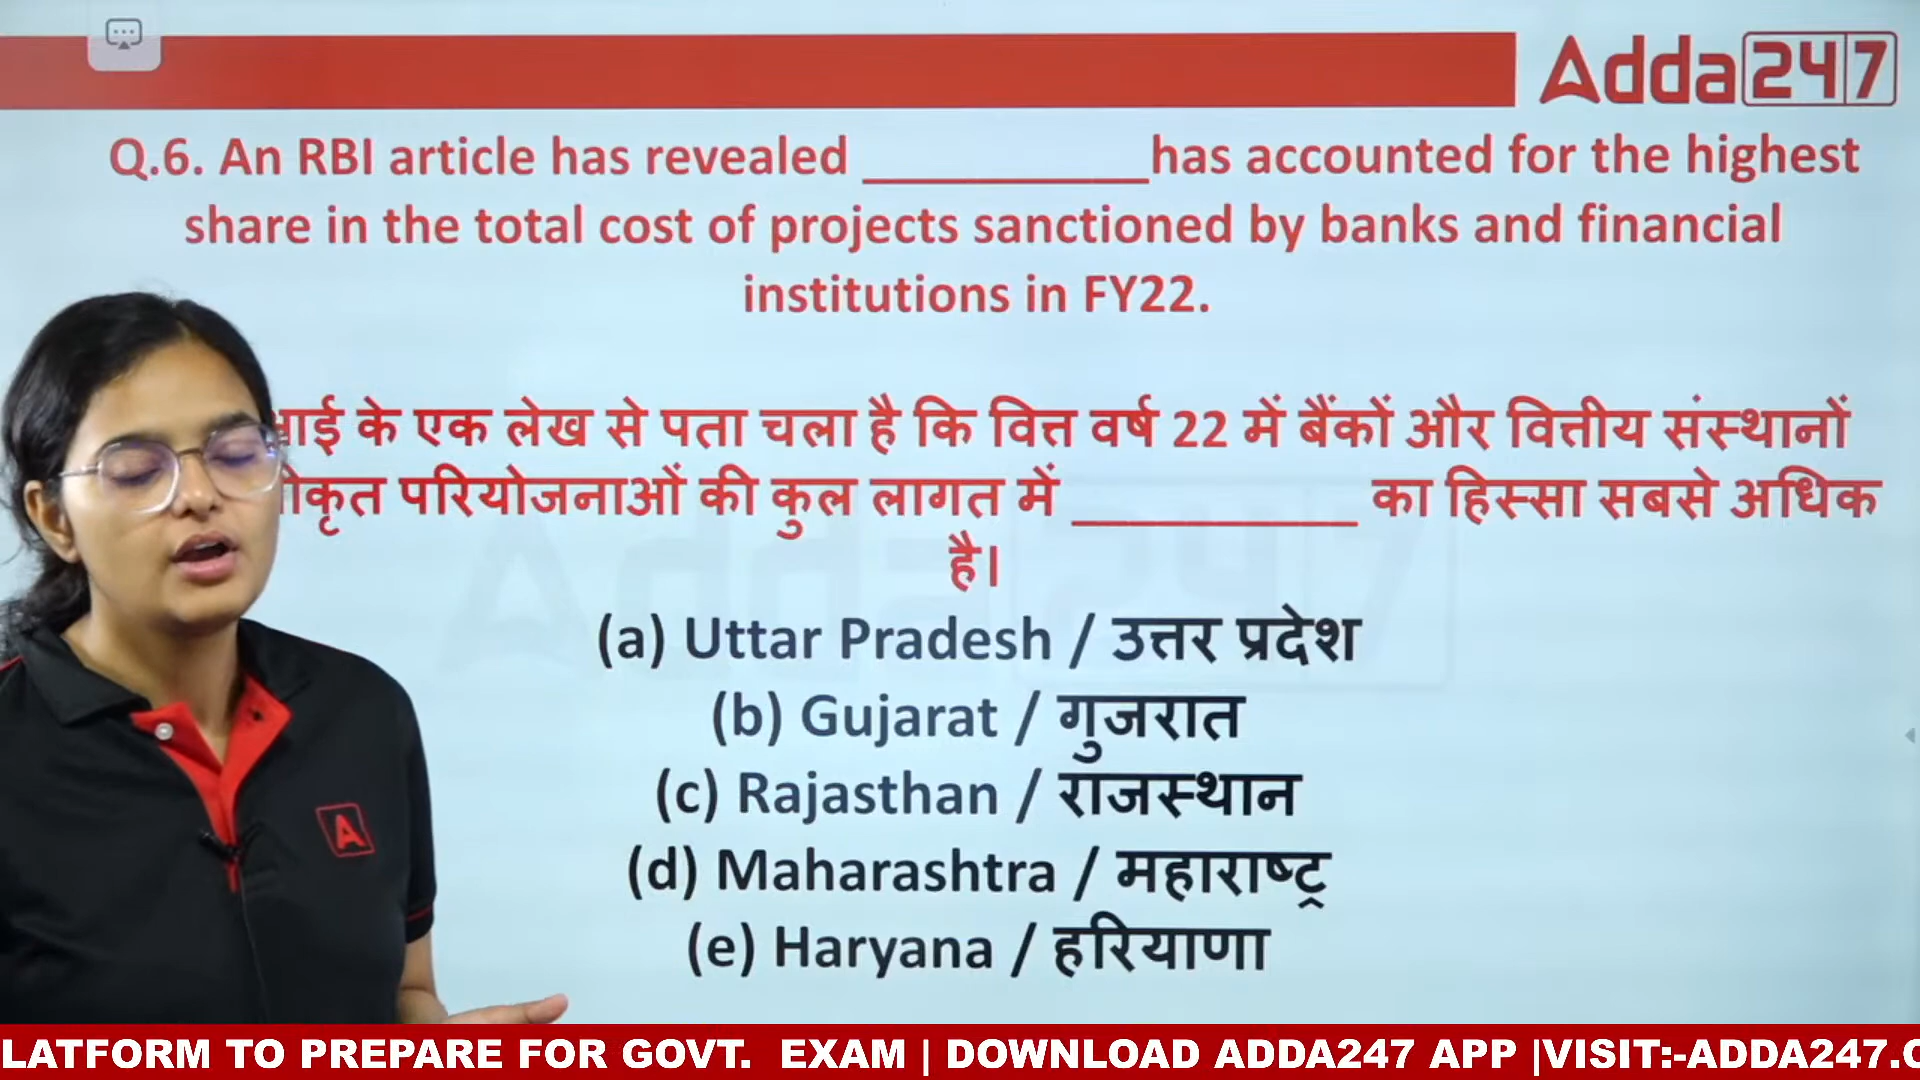 Adda247
Q.6. An RBI article has revealed __________has accounted for the highest
share in the total cost of projects sanctioned by banks and financial
institutions in FY22.
के एक लेख से पता चला है कि वित्त वर्ष 22 में बैंकों और वित्तीय संस्थानों
परियोजनाओं की कुल लागत में __________ का हिस्सा सबसे अधिक
है।
(a) Uttar Pradesh / उत्तर प्रदेश
(b) Gujarat / गुजरात
(c) Rajasthan / राजस्थान
(d) Maharashtra / महाराष्ट्र
(e) Haryana / हरियाणा
A
LATFORM TO PREPARE FOR GOVT. EXAM | DOWNLOAD ADDA247 APP |VISIT:-ADDA247.C